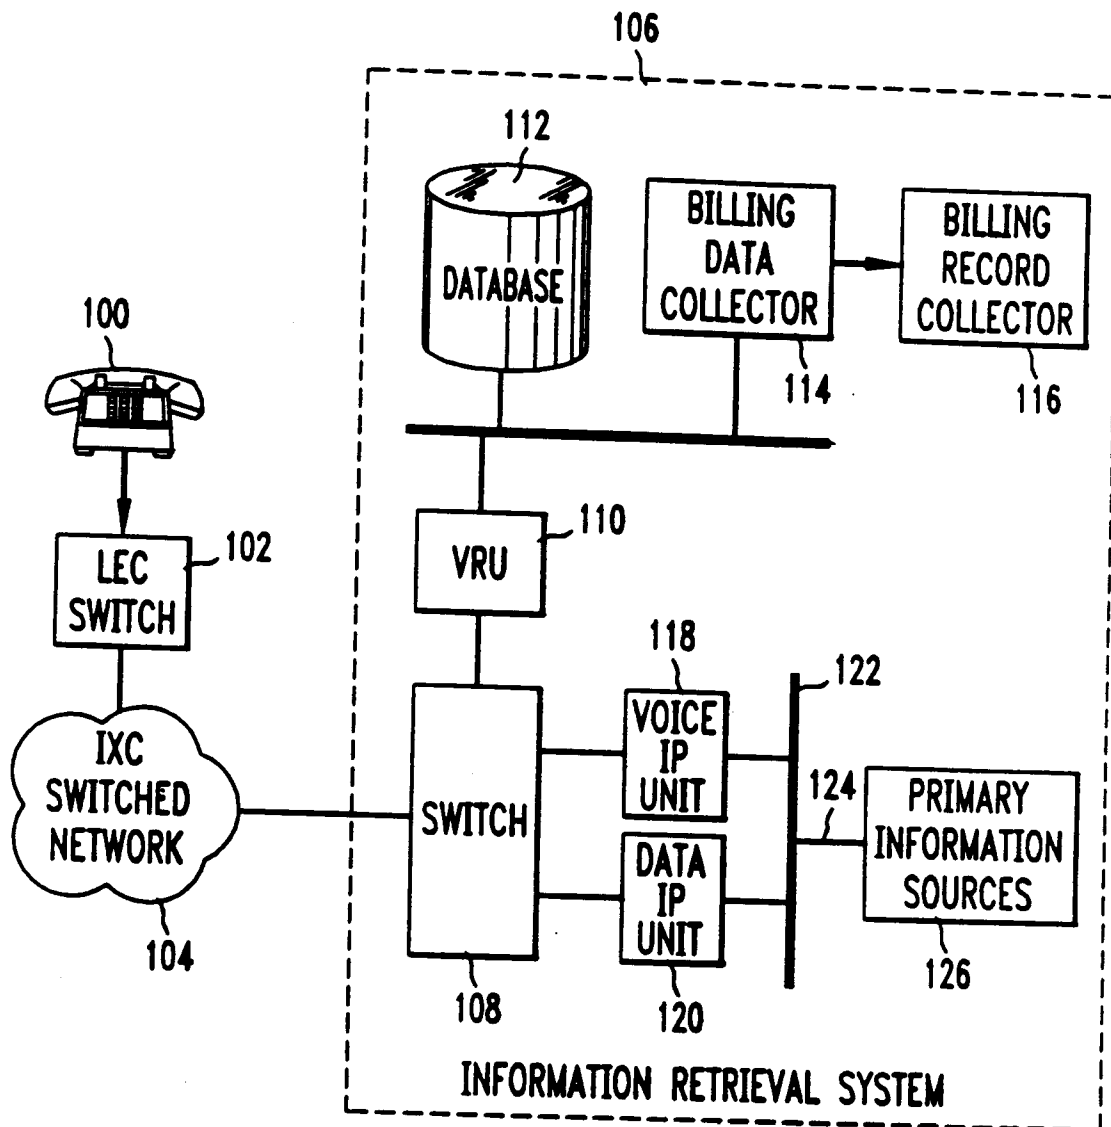 106
112
DATABASE
BILLING
DATA
COLLECTOR
114
BILLING
RECORD
COLLECTOR
116
100
LEC
SWITCH
102
VRU
110
IXC
SWITCHED
NETWORK
104
SWITCH
108
118
VOICE
IP
UNIT
DATA
IP
UNIT
120
122
124
PRIMARY
INFORMATION
SOURCES
126
INFORMATION RETRIEVAL SYSTEM